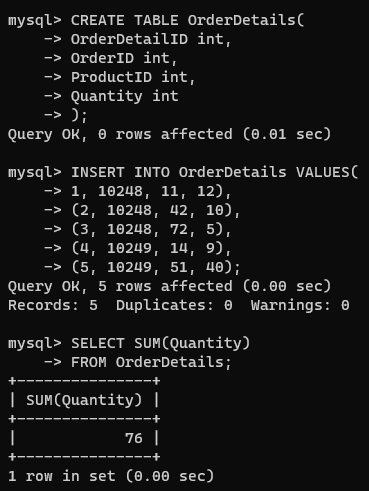 mysql> CREATE TABLE OrderDetails(
    -> OrderDetailID int,
    -> OrderID int,
    -> ProductID int,
    -> Quantity int
    -> );
Query OK, 0 rows affected (0.01 sec)

mysql> INSERT INTO OrderDetails VALUES(
    -> 1, 10248, 11, 12),
    -> (2, 10248, 42, 10),
    -> (3, 10248, 72, 5),
    -> (4, 10249, 14, 9),
    -> (5, 10249, 51, 40);
Query OK, 5 rows affected (0.00 sec)
Records: 5  Duplicates: 0  Warnings: 0

mysql> SELECT SUM(Quantity)
    -> FROM OrderDetails;
+---------------+
| SUM(Quantity) |
+---------------+
|            76 |
+---------------+
1 row in set (0.00 sec)